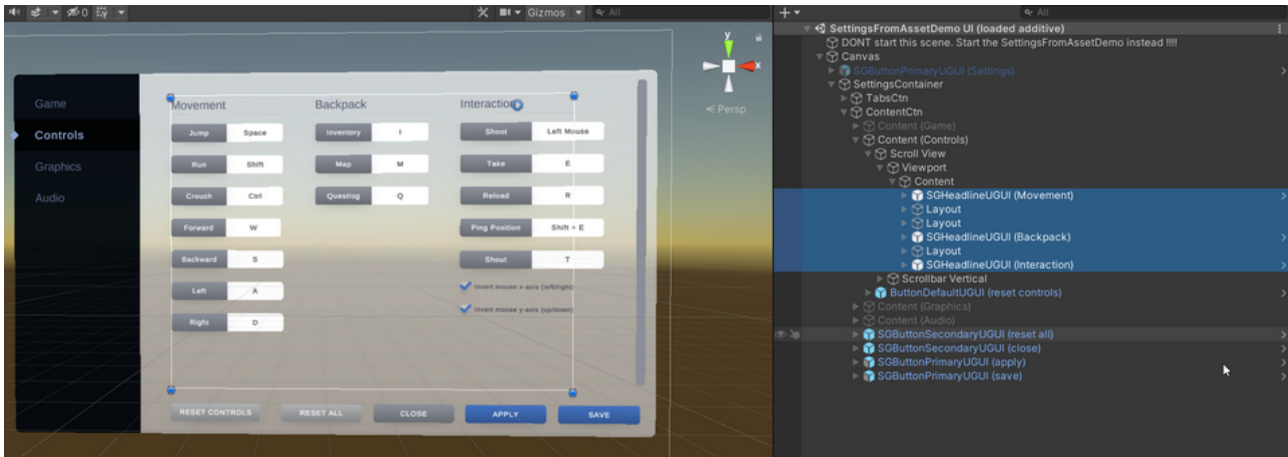 0
Gizmos
All
Game
Controls
Graphics
Audio
Movement
Jump Space
Run Shift
Crouch Ctrl
Forward W
Backward S
Left A
Right D
Backpack
Inventory I
Map M
Questlog Q
Interaction
Shoot Left Mouse
Take E
Reload R
Ping Position Shift + E
Shout T
Invert mouse x-axis (left/right)
Invert mouse y-axis (up/down)
RESET CONTROLS RESET ALL CLOSE APPLY SAVE
y
x
Persp
All
SettingsFromAssetDemo UI (loaded additive)
DONT start this scene. Start the SettingsFromAssetDemo instead !!!!
Canvas
SGButtonPrimaryUGUI (Settings)
SettingsContainer
TabsCtn
ContentCtn
Content (Game)
Content (Controls)
Scroll View
Viewport
Content
SGHeadlineUGUI (Movement)
Layout
Layout
SGHeadlineUGUI (Backpack)
Layout
SGHeadlineUGUI (Interaction)
Scrollbar Vertical
ButtonDefaultUGUI (reset controls)
Content (Graphics)
Content (Audio)
SGButtonSecondaryUGUI (reset all)
SGButtonSecondaryUGUI (close)
SGButtonPrimaryUGUI (apply)
SGButtonPrimaryUGUI (save)